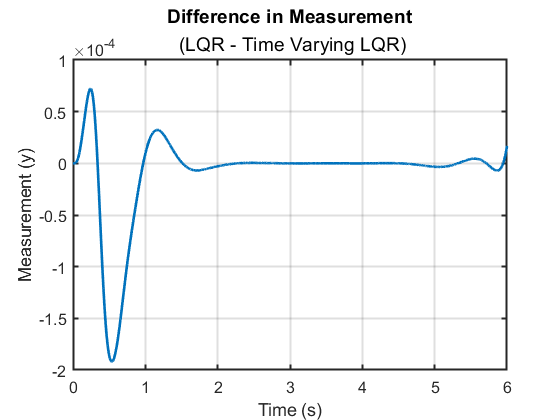 Difference in Measurement
(LQR - Time Varying LQR)
×10⁻⁴
1
0.5
0
-0.5
-1
-1.5
-2
Measurement (y)
0 1 2 3 4 5 6
Time (s)